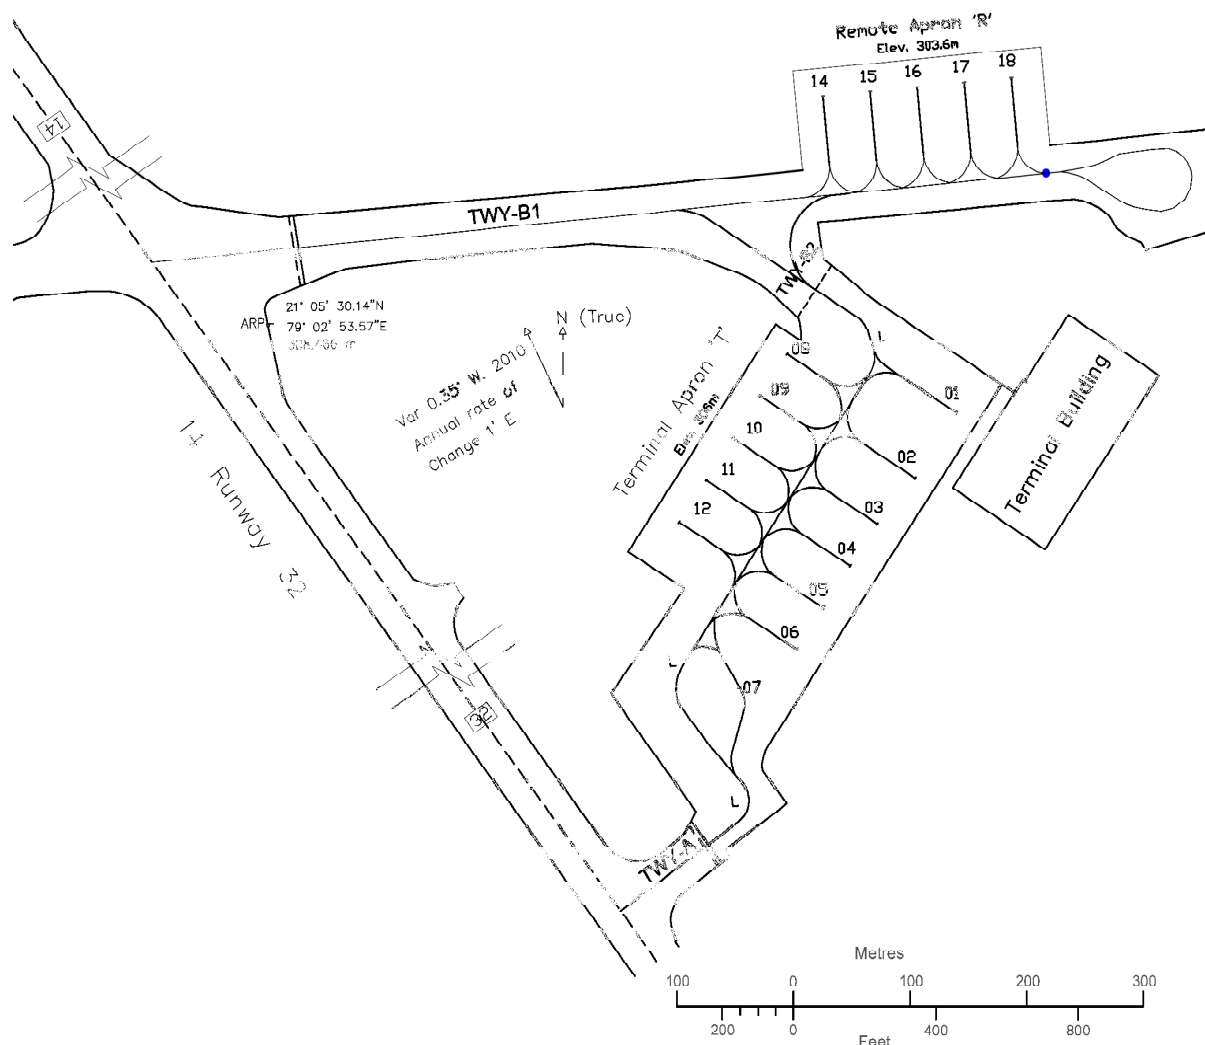 Remote Apron 'R'
Elev. 303.6m
14 15 16 17 18
14
TWY-B1
TWY-B2
21° 05' 30.14"N
ARP 79° 02' 53.57"E
N (True)
Var 0.35° W. 2010
Annual rate of
Change 1' E
Terminal Apron 'T'
Elev. 306m
08
09
10
11
12
L
01
02
03
04
05
06
07
L
L
Terminal Building
14 Runway 32
32
TWY-A
Metres
100 0 100 200 300
200 0 400 800
Feet